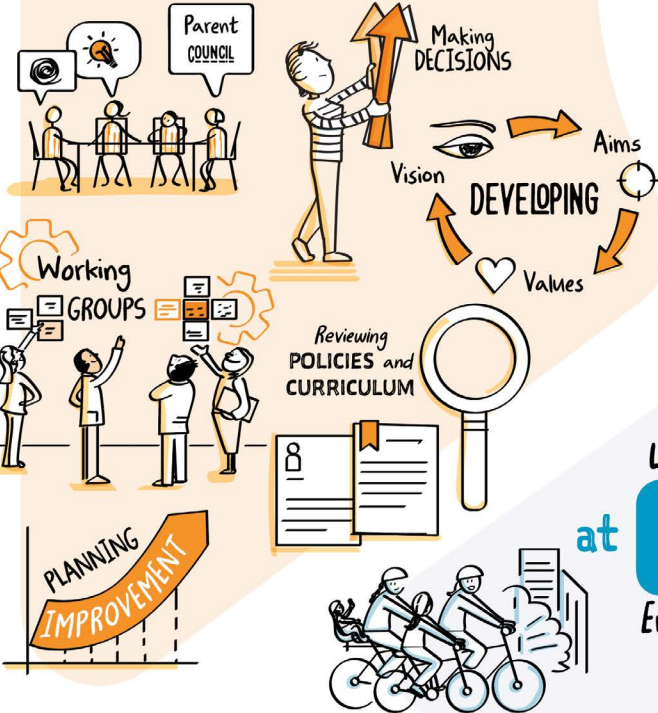 Parent
COUNCIL
Making
DECISIONS
Vision
Aims
DEVELOPING
Values
Working
GROUPS
Reviewing
POLICIES and
CURRICULUM
PLANNING
IMPROVEMENT
at